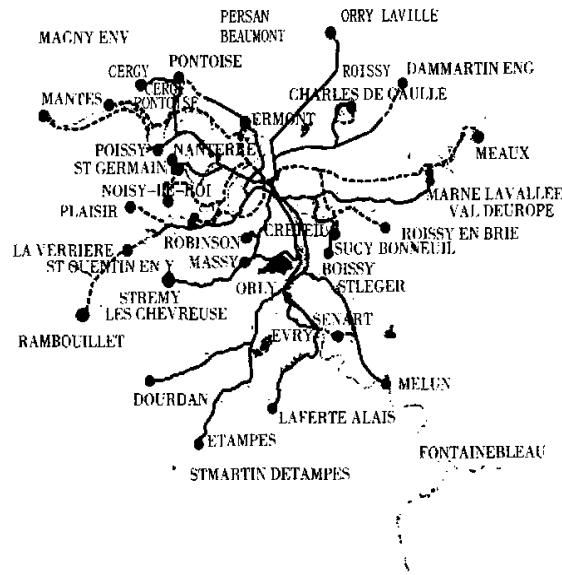 PERSAN
BEAUMONT
ORRY LAVILLE
MAGNY ENV
PONTOISE
CERGY
CERGY
PONTOISE
ROISSY
CHARLES DE GAULLE
DAMMARTIN ENG
MANTES
ERMONT
POISSY
NANTERRE
ST GERMAIN
MEAUX
NOISY-LE-ROI
PLAISIR
MARNE LAVALLEE
VAL DEUROPE
CRETEIL
ROISSY EN BRIE
LA VERRIERE
ROBINSON
SUCY BONNEUIL
ST QUENTIN EN Y
MASSY
BOISSY
STLEGER
ORLY
STREMY
LES CHEVREUSE
SENART
EVRY
RAMBOUILLET
MELUN
DOURDAN
LAFERTE ALAIS
ETAMPES
FONTAINEBLEAU
STMARTIN DETAMPES